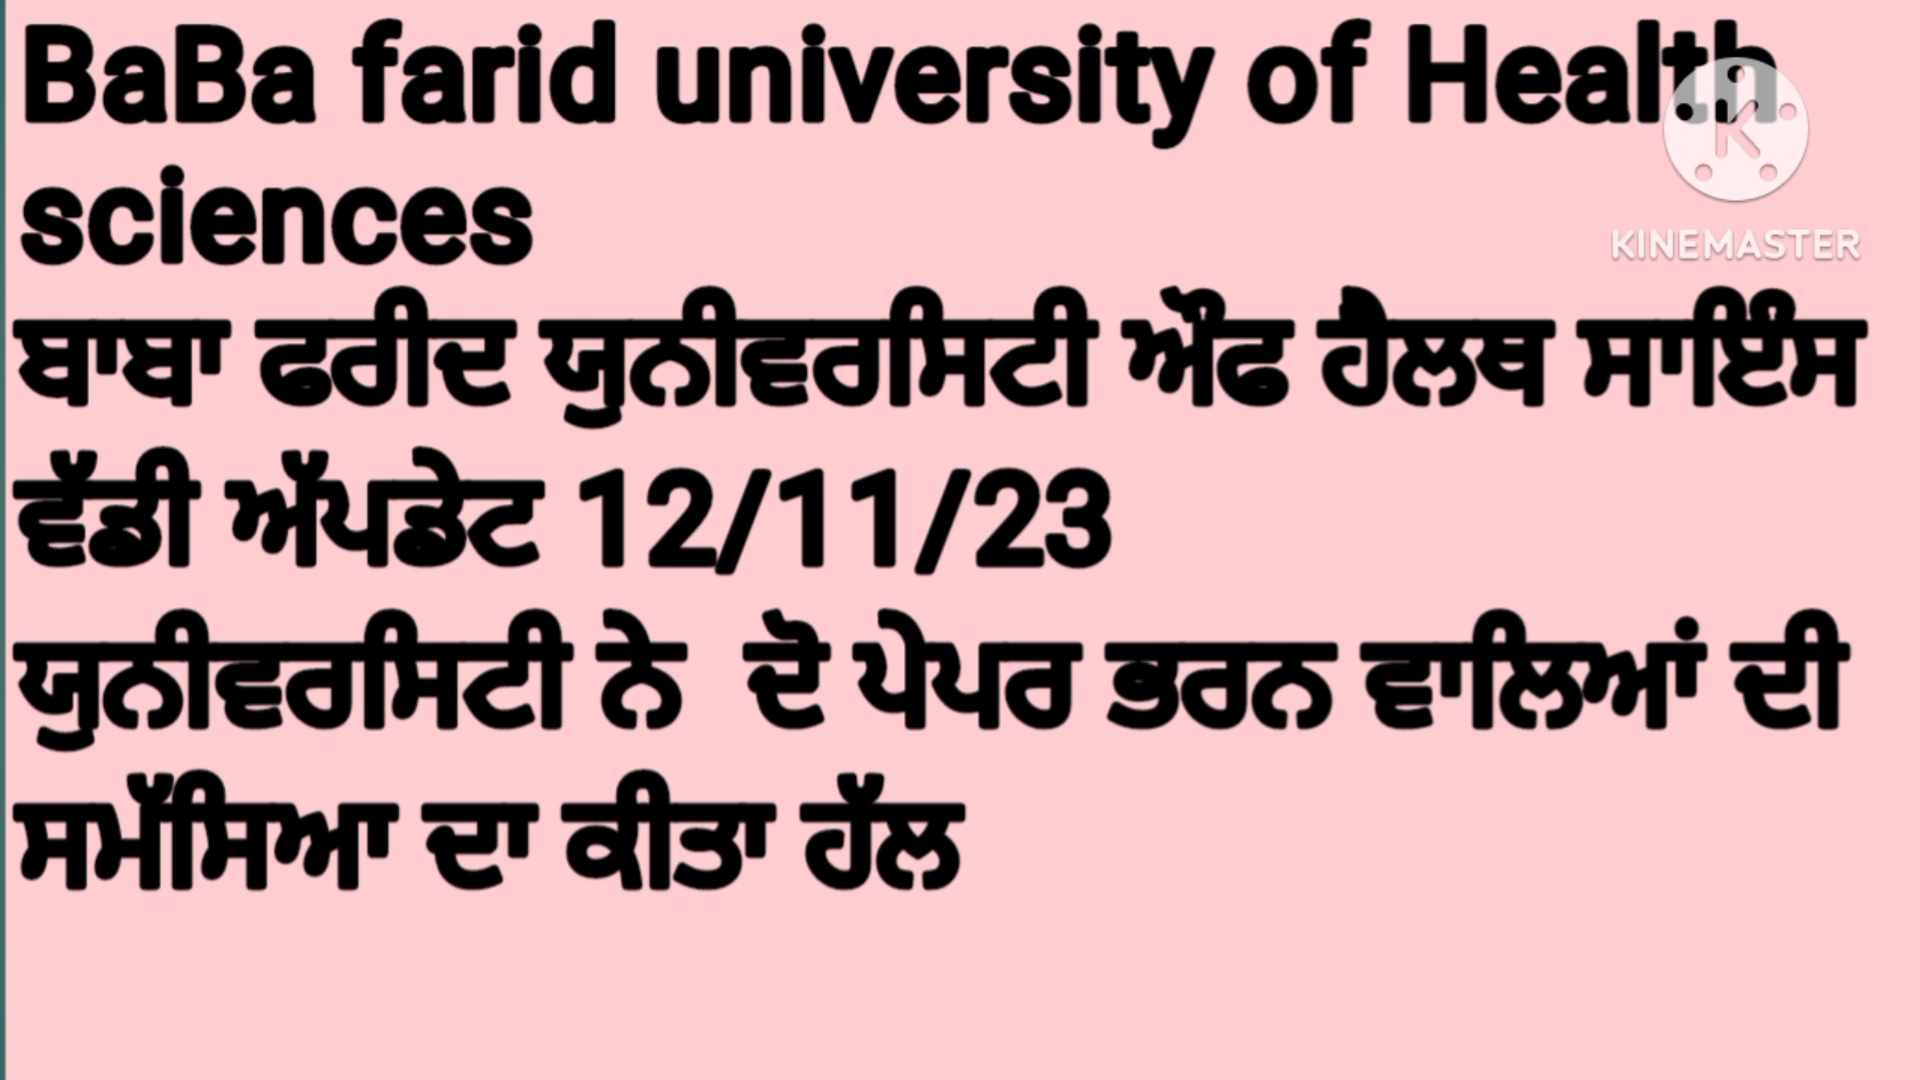 BaBa farid university of Health
KINEMASTER
sciences
ਬਾਬਾ ਫਰੀਦ ਯੁਨੀਵਰਸਿਟੀ ਔਫ ਹੈਲਥ ਸਾਇੰਸ
ਵੱਡੀ ਅੱਪਡੇਟ 12/11/23
ਯੁਨੀਵਰਸਿਟੀ ਨੇ  ਦੋ ਪੇਪਰ ਭਰਨ ਵਾਲਿਆਂ ਦੀ
ਸਮੱਸਿਆ ਦਾ ਕੀਤਾ ਹੱਲ